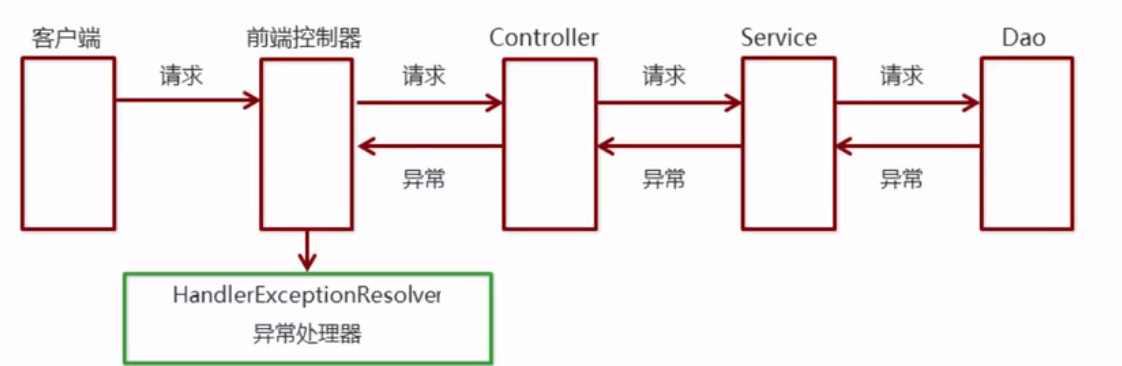 客户端
前端控制器
Controller
Service
Dao
请求
请求
请求
请求
异常
异常
异常
HandlerExceptionResolver
异常处理器